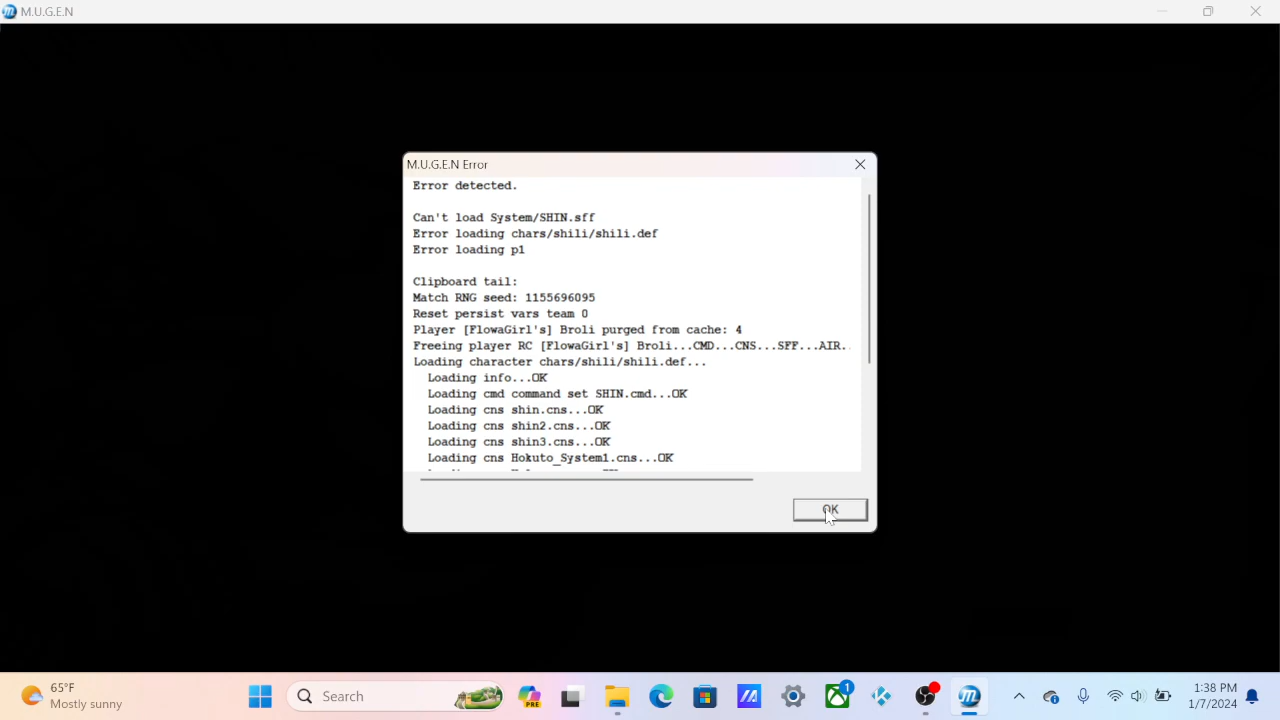 M.U.G.E.N
M.U.G.E.N Error
Error detected.
Can't load System/SHIN.sff
Error loading chars/shili/shili.def
Error loading p1
Clipboard tail:
Match RNG seed: 1155696095
Reset persist vars team 0
Player [FlowaGirl's] Broli purged from cache: 4
Freeing player RC [FlowaGirl's] Broli...CMD...CNS...SFF...AIR.
Loading character chars/shili/shili.def...
Loading info...OK
Loading cmd command set SHIN.cmd...OK
Loading cns shin.cns...OK
Loading cns shin2.cns...OK
Loading cns shin3.cns...OK
Loading cns Hokuto_System1.cns...OK
OK
65°F
Mostly sunny
Search
PRE
1
1:38 PM
1/7/2024